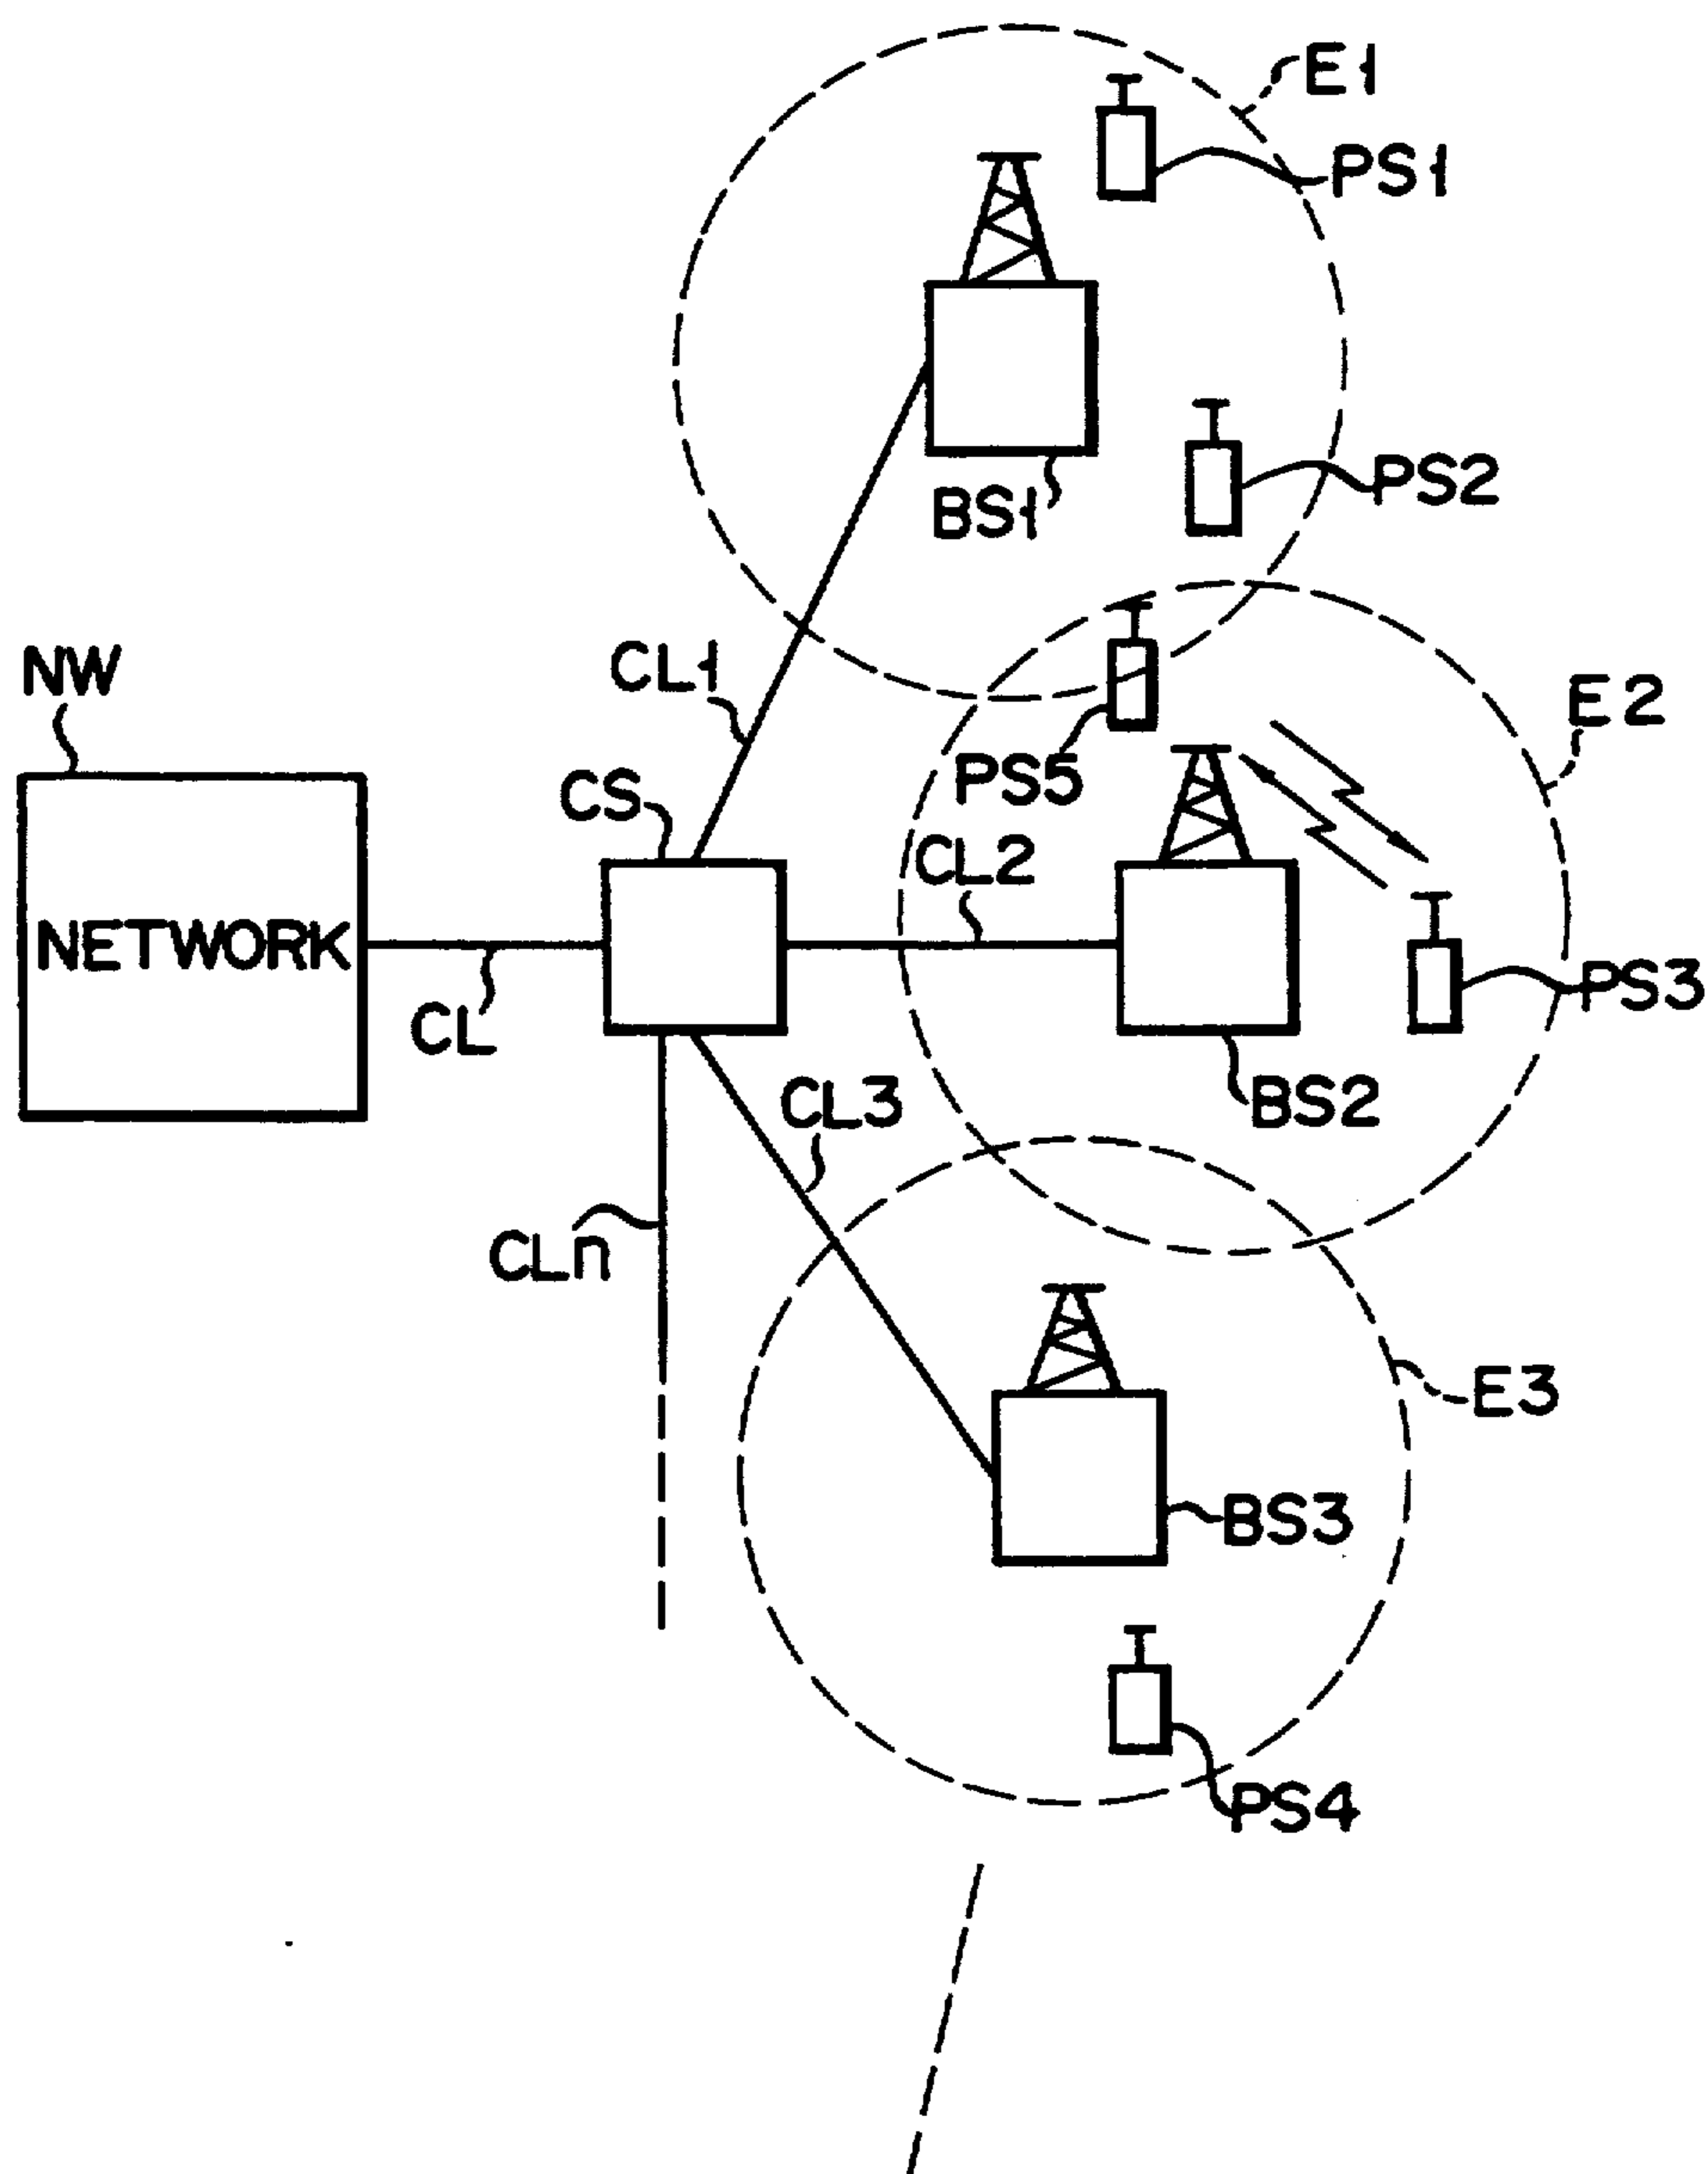 E1
PS1
PS2
BS1
NW
CL1
E2
PS5
CS
CL2
NETWORK
CL
PS3
BS2
CL3
CLn
E3
BS3
PS4